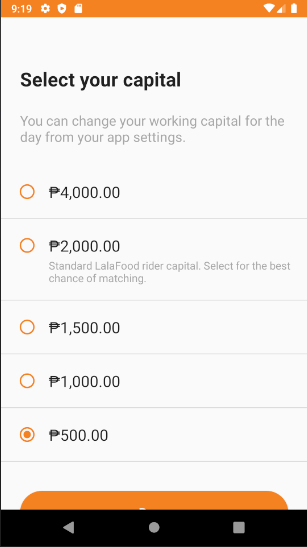 9:19
Select your capital
You can change your working capital for the
day from your app settings.
₱4,000.00
₱2,000.00
Standard LalaFood rider capital. Select for the best
chance of matching.
₱1,500.00
₱1,000.00
₱500.00